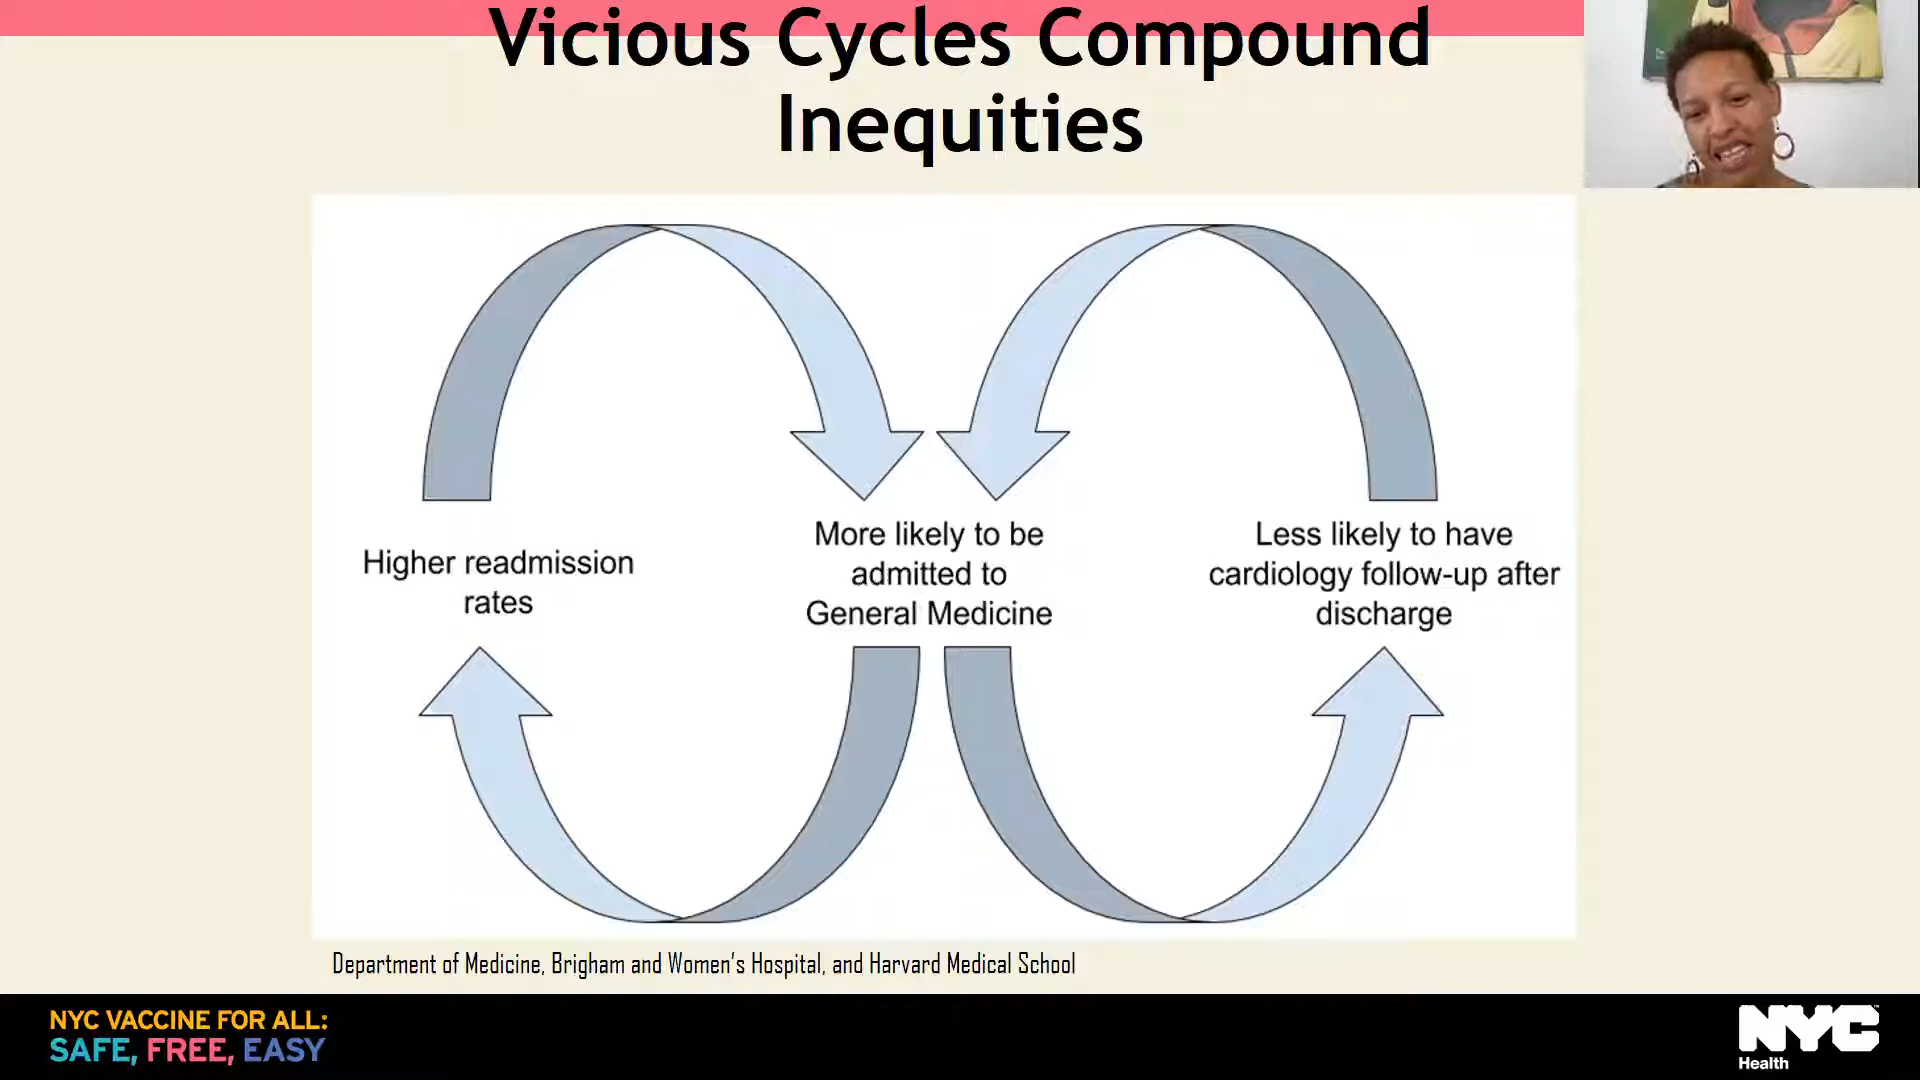 Vicious Cycles Compound
Inequities
Higher readmission
rates
More likely to be
admitted to
General Medicine
Less likely to have
cardiology follow-up after
discharge
Department of Medicine, Brigham and Women's Hospital, and Harvard Medical School
NYC VACCINE FOR ALL:
SAFE, FREE, EASY
NYC
Health